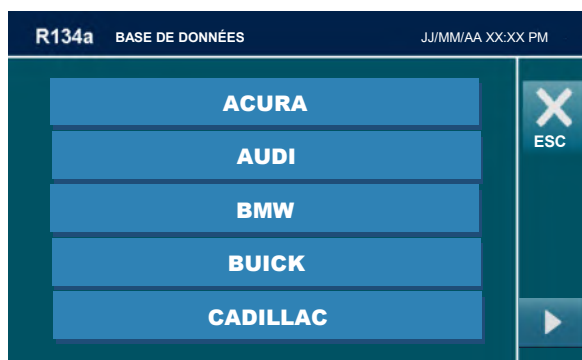 R134a BASE DE DONNÉES JJ/MM/AA XX:XX PM
ACURA
ESC
AUDI
BMW
BUICK
CADILLAC